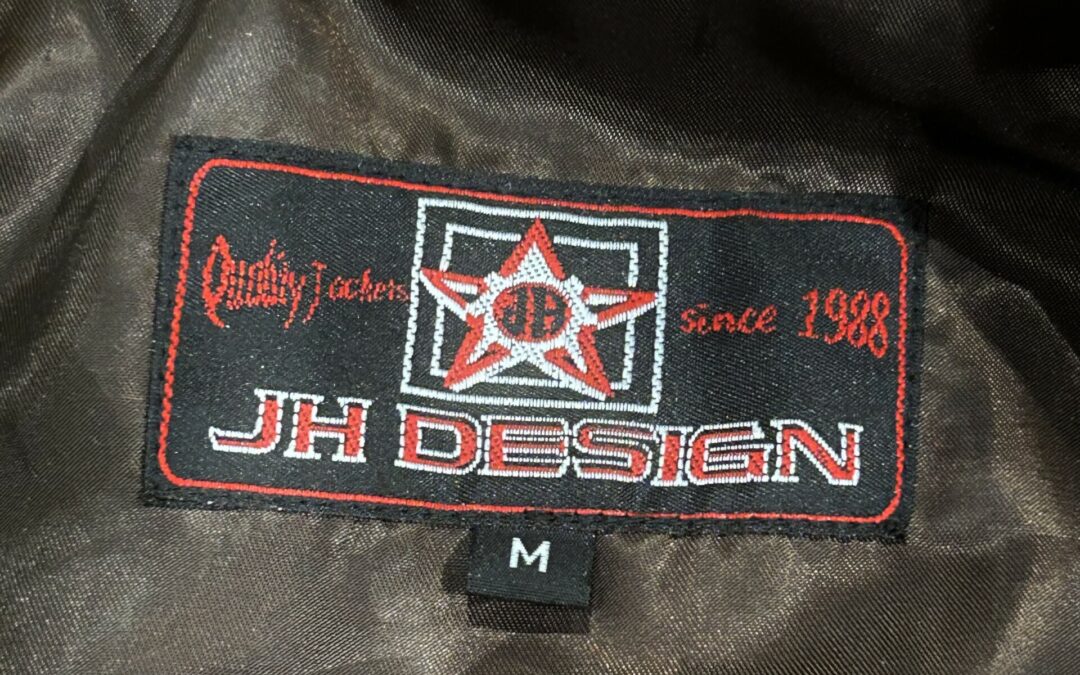 Quality Jackets
since 1988
JH
JH DESIGN
M